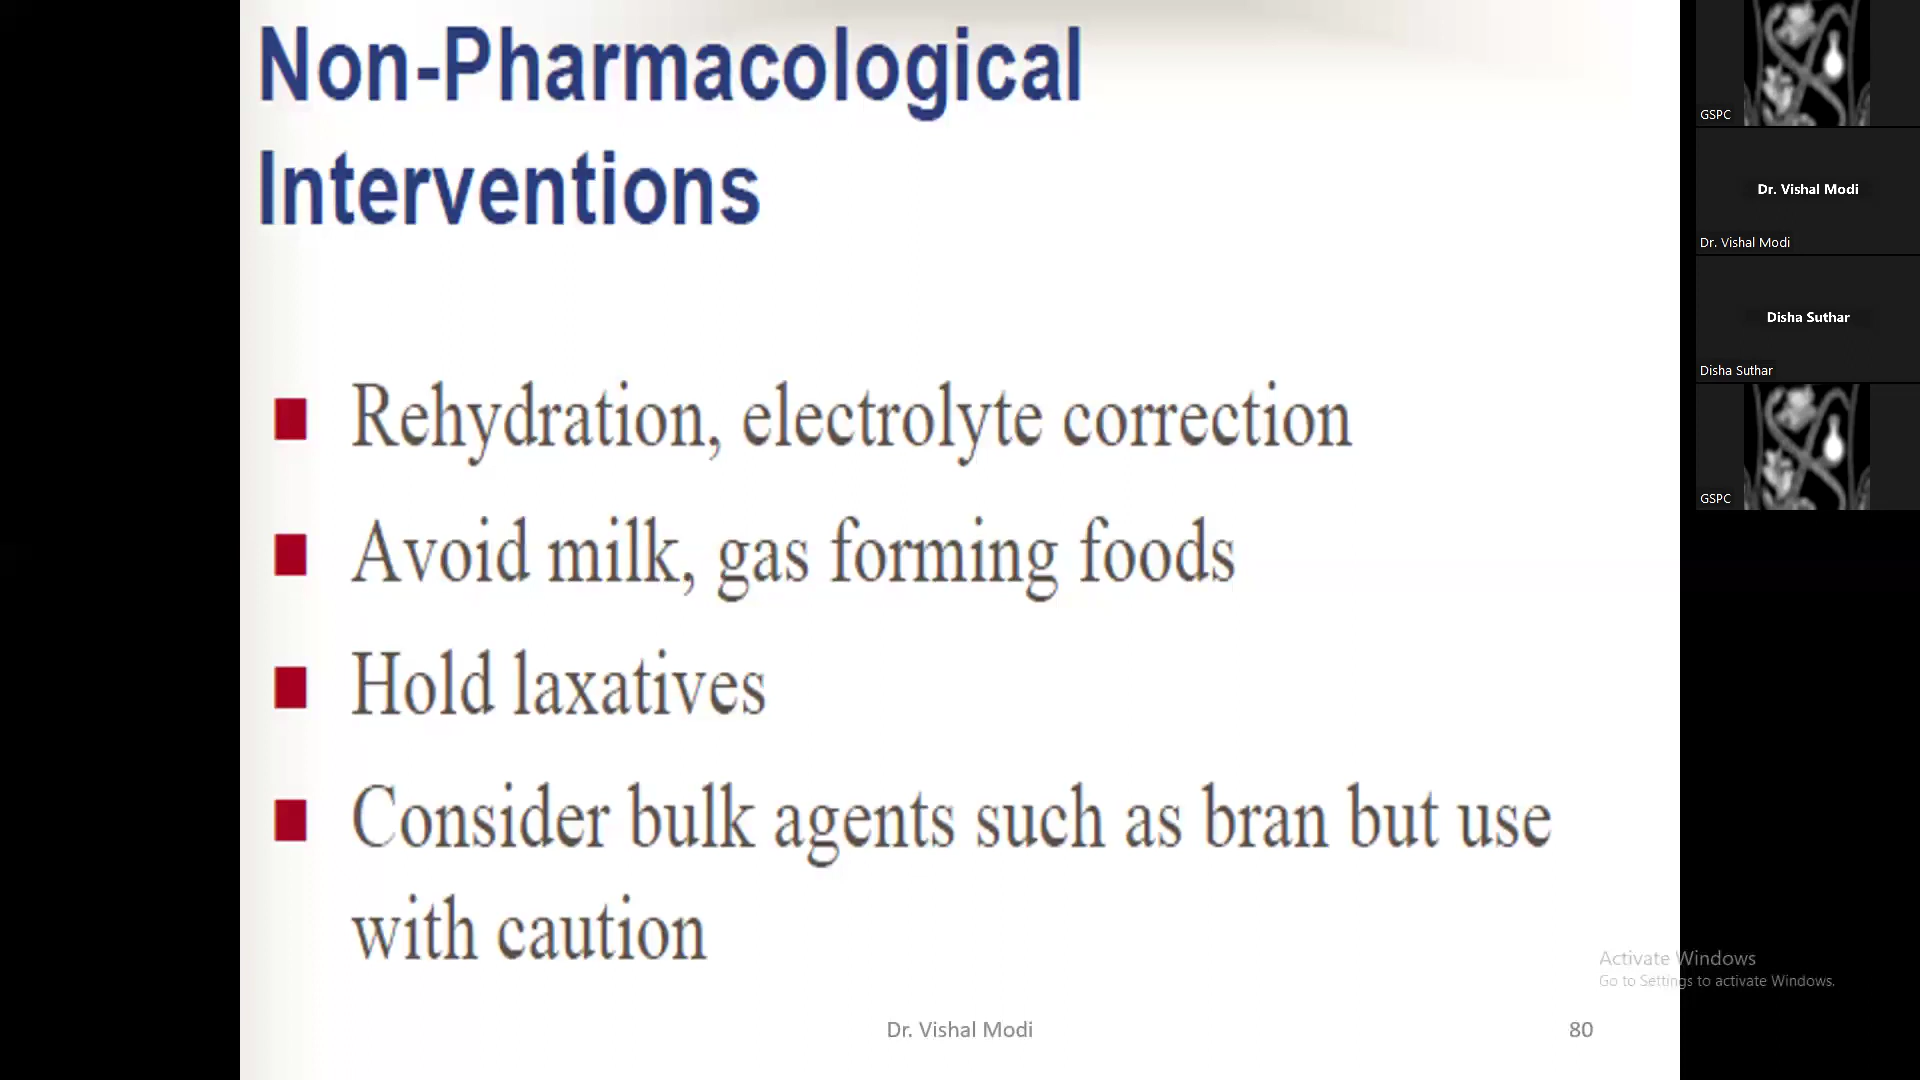 Non-Pharmacological
Interventions
Rehydration, electrolyte correction
Avoid milk, gas forming foods
Hold laxatives
Consider bulk agents such as bran but use
with caution
Dr. Vishal Modi
80
GSPC
Dr. Vishal Modi
Dr. Vishal Modi
Disha Suthar
Disha Suthar
GSPC
Activate Windows
Go to Settings to activate Windows.